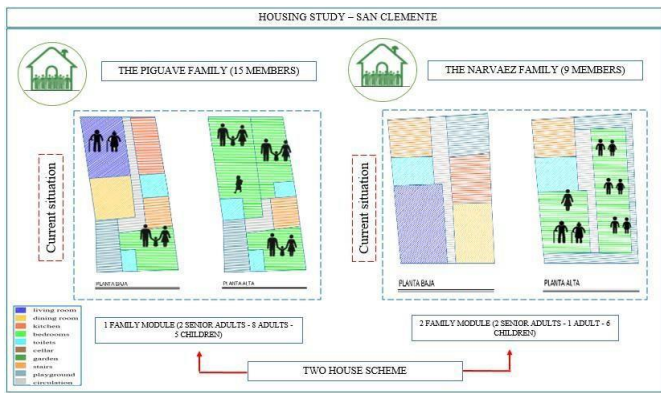 HOUSING STUDY – SAN CLEMENTE
THE PIGUAVE FAMILY (15 MEMBERS)
THE NARVAEZ FAMILY (9 MEMBERS)
Current situation
PLANTA BAJA
PLANTA ALTA
Current situation
PLANTA BAJA
PLANTA ALTA
living room
dining room
kitchen
bedrooms
toilets
cellar
garden
stairs
playground
circulation
1 FAMILY MODULE (2 SENIOR ADULTS - 8 ADULTS -
5 CHILDREN)
2 FAMILY MODULE (2 SENIOR ADULTS - 1 ADULT - 6
CHILDREN)
TWO HOUSE SCHEME